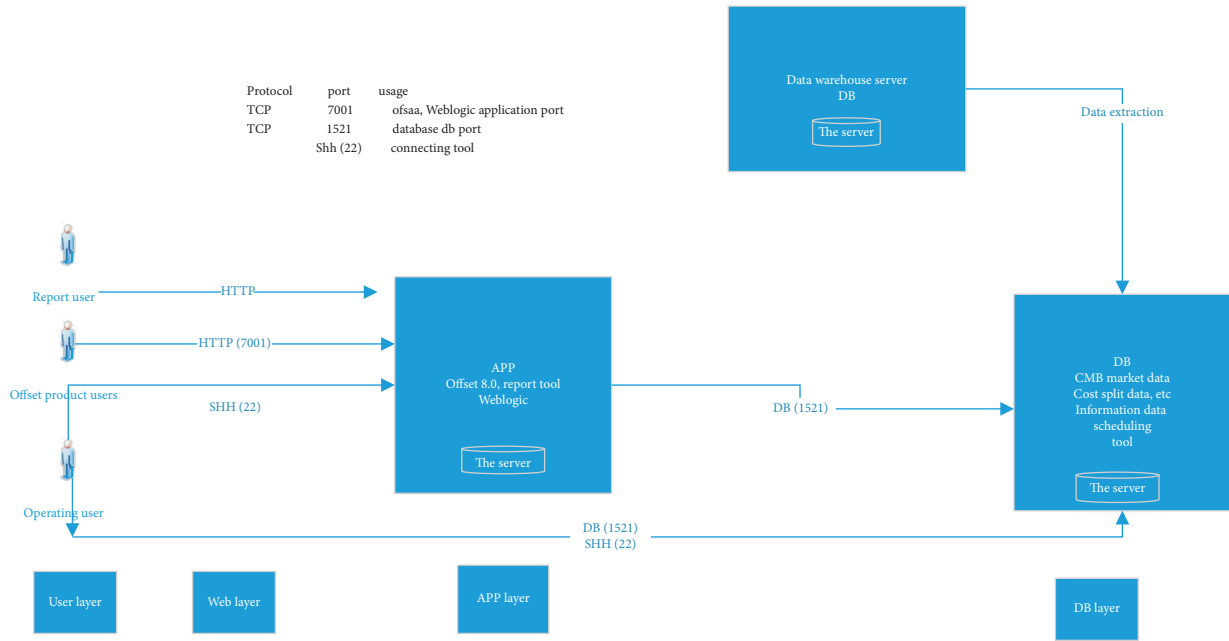 Data warehouse server
DB
The server
Protocol port usage
TCP 7001 ofsaa, Weblogic application port
TCP 1521 database db port
Shh (22) connecting tool
Data extraction
Report user
HTTP
HTTP (7001)
Offset product users
SHH (22)
APP
Offset 8.0, report tool
Weblogic
The server
DB (1521)
DB
CMB market data
Cost split data, etc
Information data
scheduling
tool
The server
Operating user
DB (1521)
SHH (22)
User layer
Web layer
APP layer
DB layer